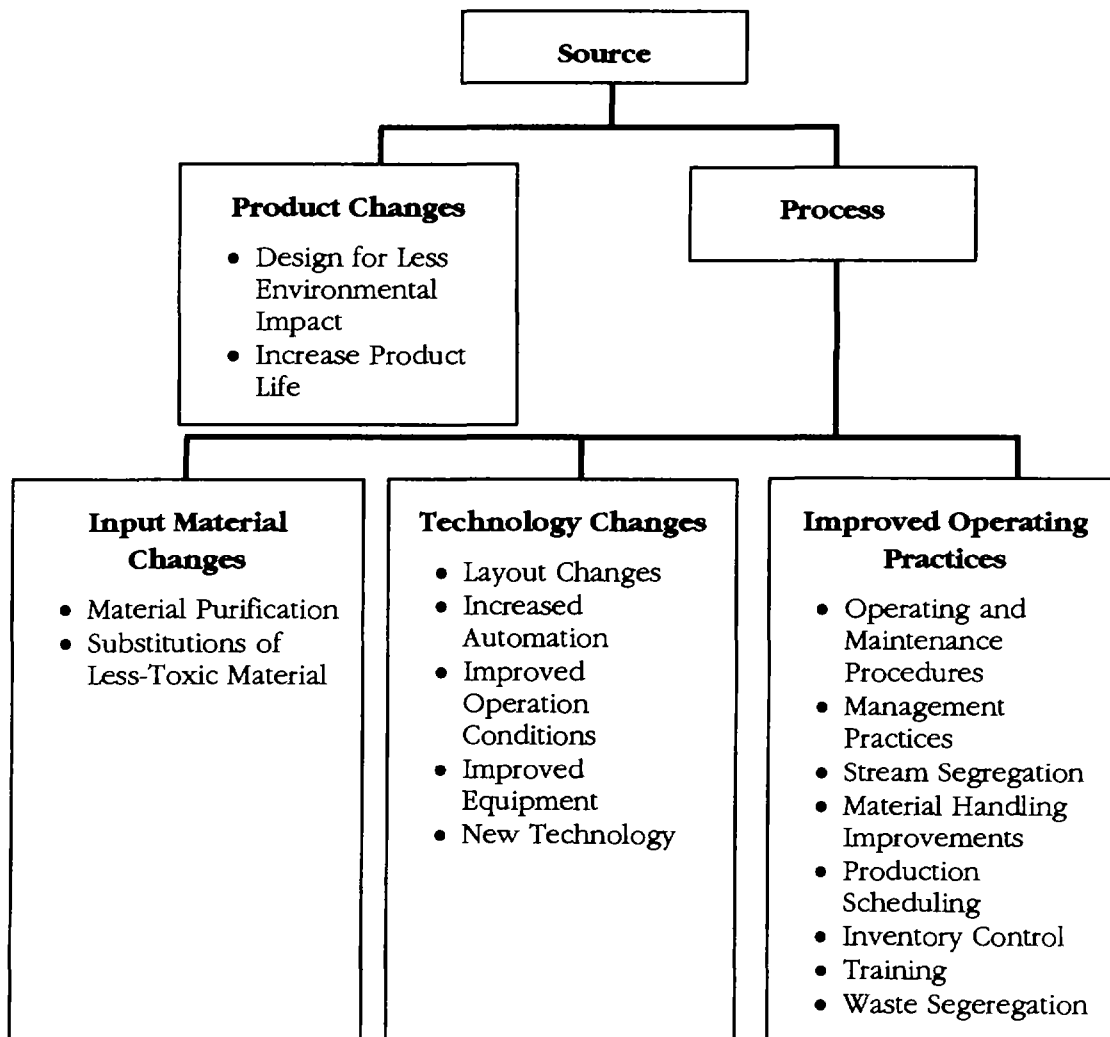 Source
Product Changes
• Design for Less
Environmental
Impact
• Increase Product
Life
Process
Input Material
Changes
• Material Purification
• Substitutions of
Less-Toxic Material
Technology Changes
• Layout Changes
• Increased
Automation
• Improved
Operation
Conditions
• Improved
Equipment
• New Technology
Improved Operating
Practices
• Operating and
Maintenance
Procedures
• Management
Practices
• Stream Segregation
• Material Handling
Improvements
• Production
Scheduling
• Inventory Control
• Training
• Waste Segeregation